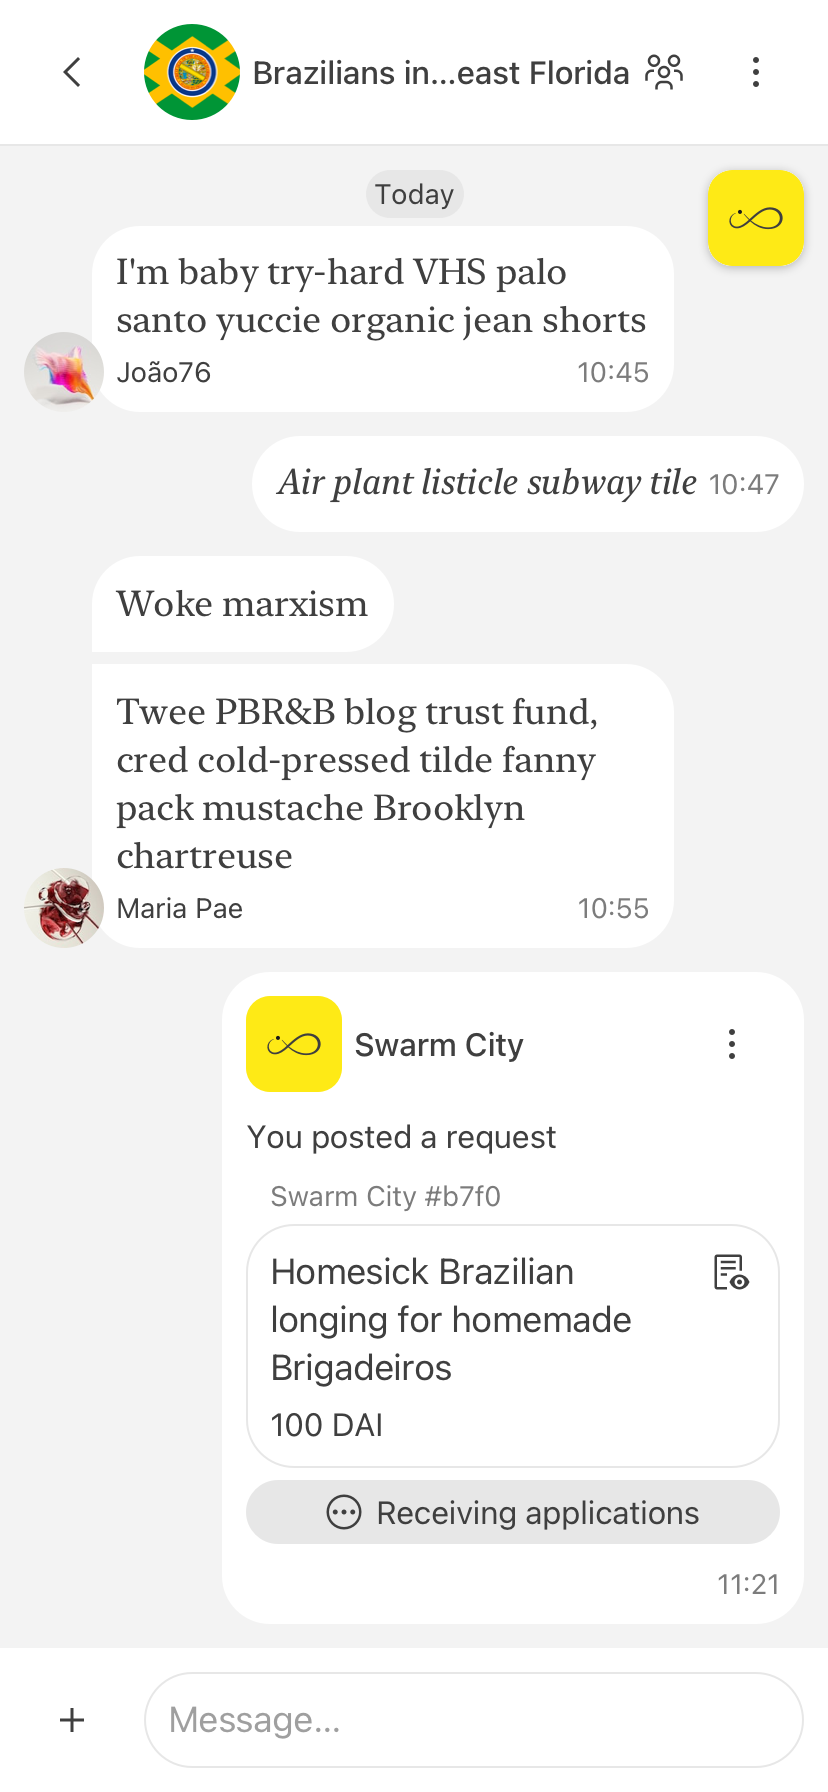 Brazilians in...east Florida
Today
I'm baby try-hard VHS palo
santo yuccie organic jean shorts
João76 10:45
Air plant listicle subway tile 10:47
Woke marxism
Twee PBR&B blog trust fund,
cred cold-pressed tilde fanny
pack mustache Brooklyn
chartreuse
Maria Pae 10:55
Swarm City
You posted a request
Swarm City #b7f0
Homesick Brazilian
longing for homemade
Brigadeiros
100 DAI
Receiving applications
11:21
Message...